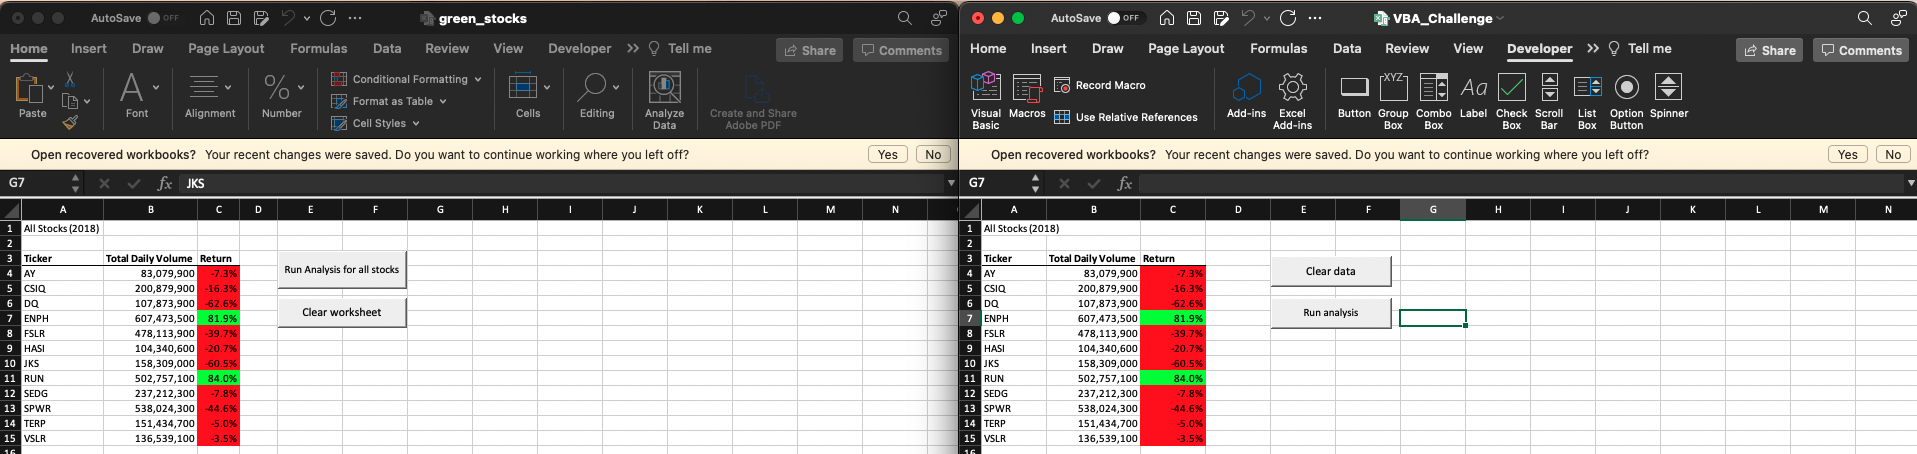 AutoSave OFF green_stocks
Home Insert Draw Page Layout Formulas Data Review View Developer Tell me Share Comments
Paste Font Alignment Number Conditional Formatting Format as Table Cell Styles Cells Editing Analyze Data Create and Share Adobe PDF
Open recovered workbooks? Your recent changes were saved. Do you want to continue working where you left off? Yes No
G7 fx JKS
A B C D E F G H I J K L M N
1 All Stocks (2018)
2
3 Ticker Total Daily Volume Return
4 AY 83,079,900 -7.3%
5 CSIQ 200,879,900 -16.3%
6 DQ 107,873,900 -62.6%
7 ENPH 607,473,500 81.9%
8 FSLR 478,113,900 -39.7%
9 HASI 104,340,600 -20.7%
10 JKS 158,309,000 -60.5%
11 RUN 502,757,100 84.0%
12 SEDG 237,212,300 -7.8%
13 SPWR 538,024,300 -44.6%
14 TERP 151,434,700 -5.0%
15 VSLR 136,539,100 -3.5%
16
Run Analysis for all stocks
Clear worksheet
AutoSave OFF VBA_Challenge
Home Insert Draw Page Layout Formulas Data Review View Developer Tell me Share Comments
Visual Basic Macros Record Macro Use Relative References Add-ins Excel Add-ins Button Group Box Combo Box Label Check Box Scroll Bar List Box Option Button Spinner
XYZ Aa
Open recovered workbooks? Your recent changes were saved. Do you want to continue working where you left off? Yes No
G7 fx
A B C D E F G H I J K L M N
1 All Stocks (2018)
2
3 Ticker Total Daily Volume Return
4 AY 83,079,900 -7.3%
5 CSIQ 200,879,900 -16.3%
6 DQ 107,873,900 -62.6%
7 ENPH 607,473,500 81.9%
8 FSLR 478,113,900 -39.7%
9 HASI 104,340,600 -20.7%
10 JKS 158,309,000 -60.5%
11 RUN 502,757,100 84.0%
12 SEDG 237,212,300 -7.8%
13 SPWR 538,024,300 -44.6%
14 TERP 151,434,700 -5.0%
15 VSLR 136,539,100 -3.5%
16
Clear data
Run analysis